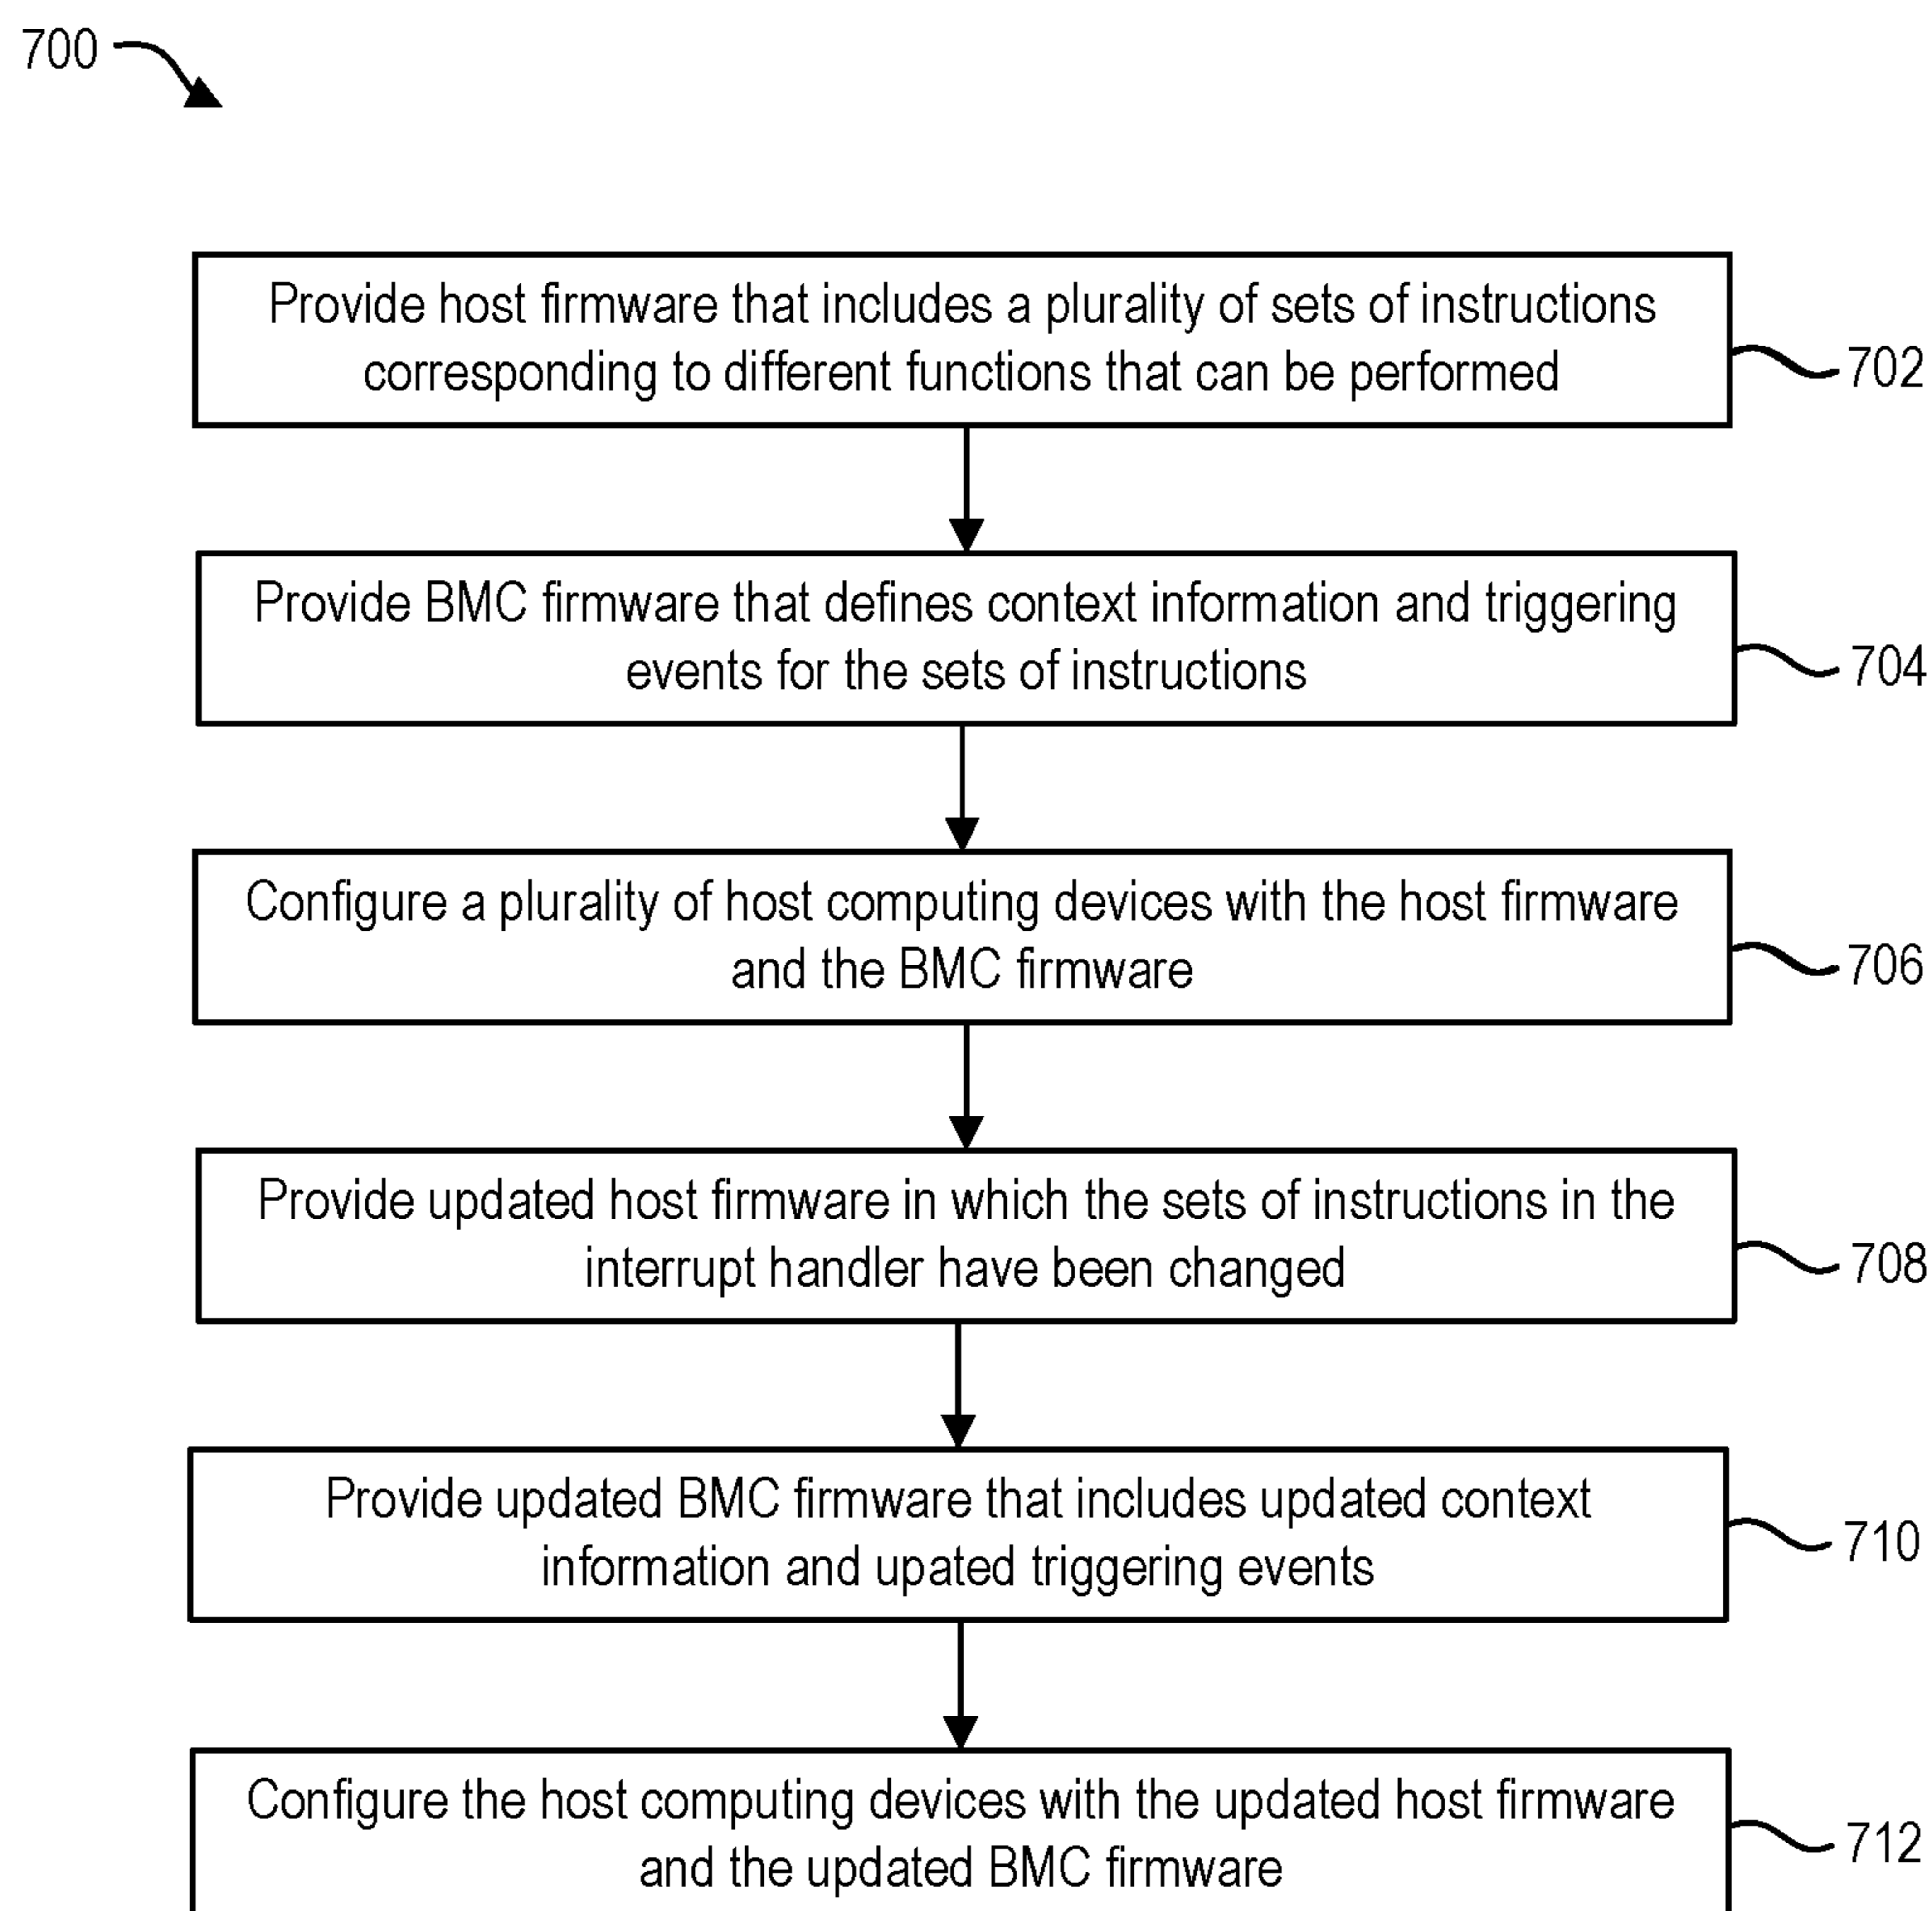 700
Provide host firmware that includes a plurality of sets of instructions
corresponding to different functions that can be performed
702
Provide BMC firmware that defines context information and triggering
events for the sets of instructions
704
Configure a plurality of host computing devices with the host firmware
and the BMC firmware
706
Provide updated host firmware in which the sets of instructions in the
interrupt handler have been changed
708
Provide updated BMC firmware that includes updated context
information and upated triggering events
710
Configure the host computing devices with the updated host firmware
and the updated BMC firmware
712